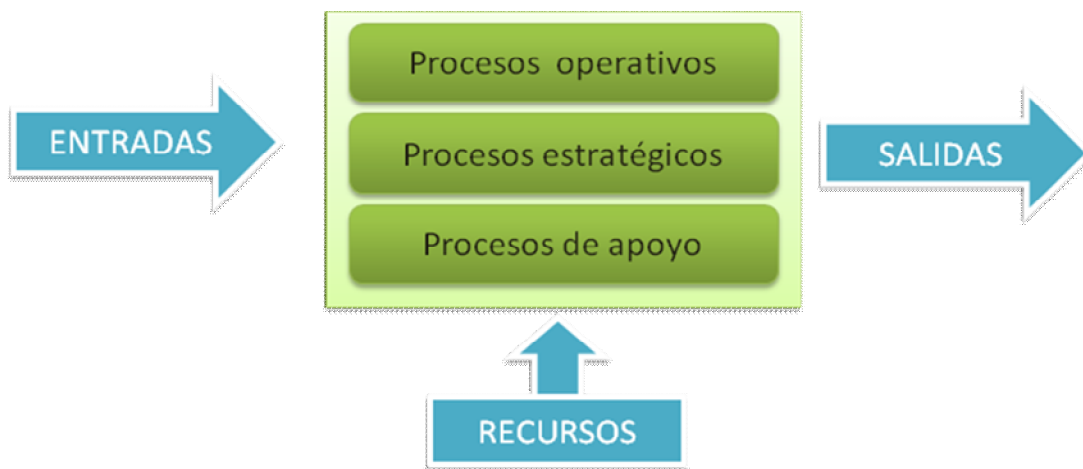 Procesos operativos
ENTRADAS
Procesos estratégicos
SALIDAS
Procesos de apoyo
RECURSOS